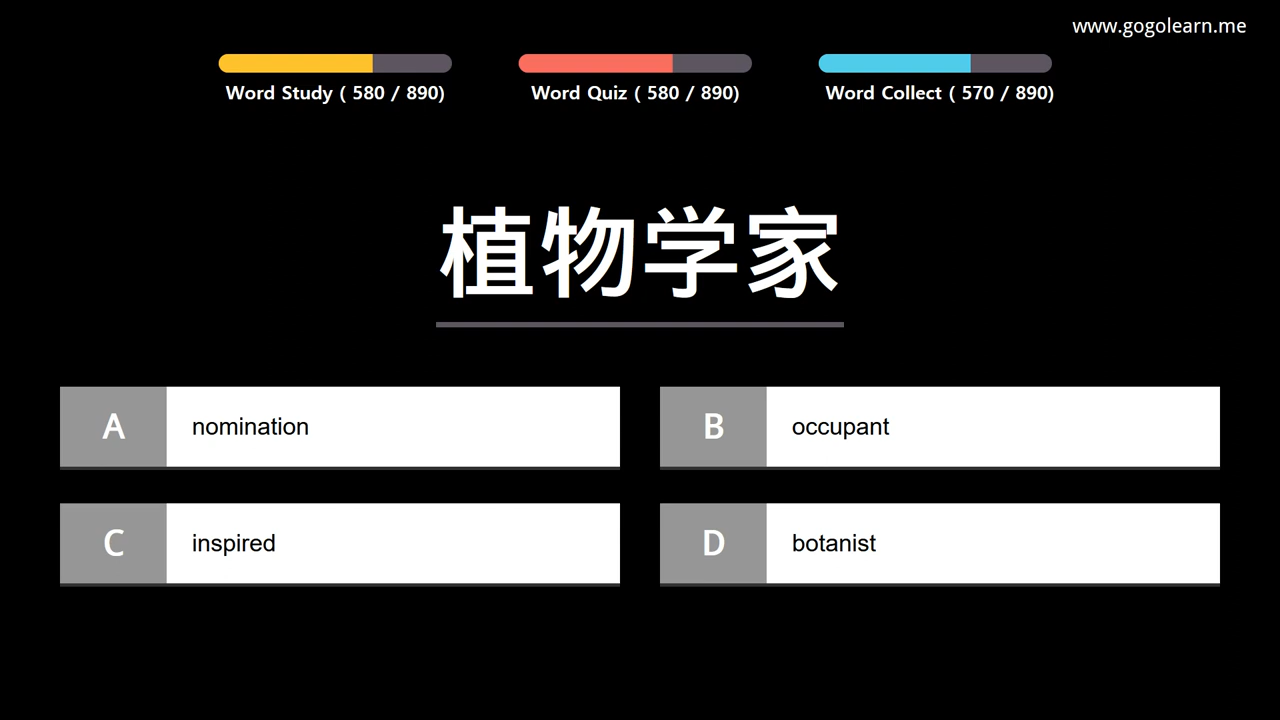 www.gogolearn.me
Word Study ( 580 / 890)
Word Quiz ( 580 / 890)
Word Collect ( 570 / 890)
植物学家
A
nomination
B
occupant
C
inspired
D
botanist